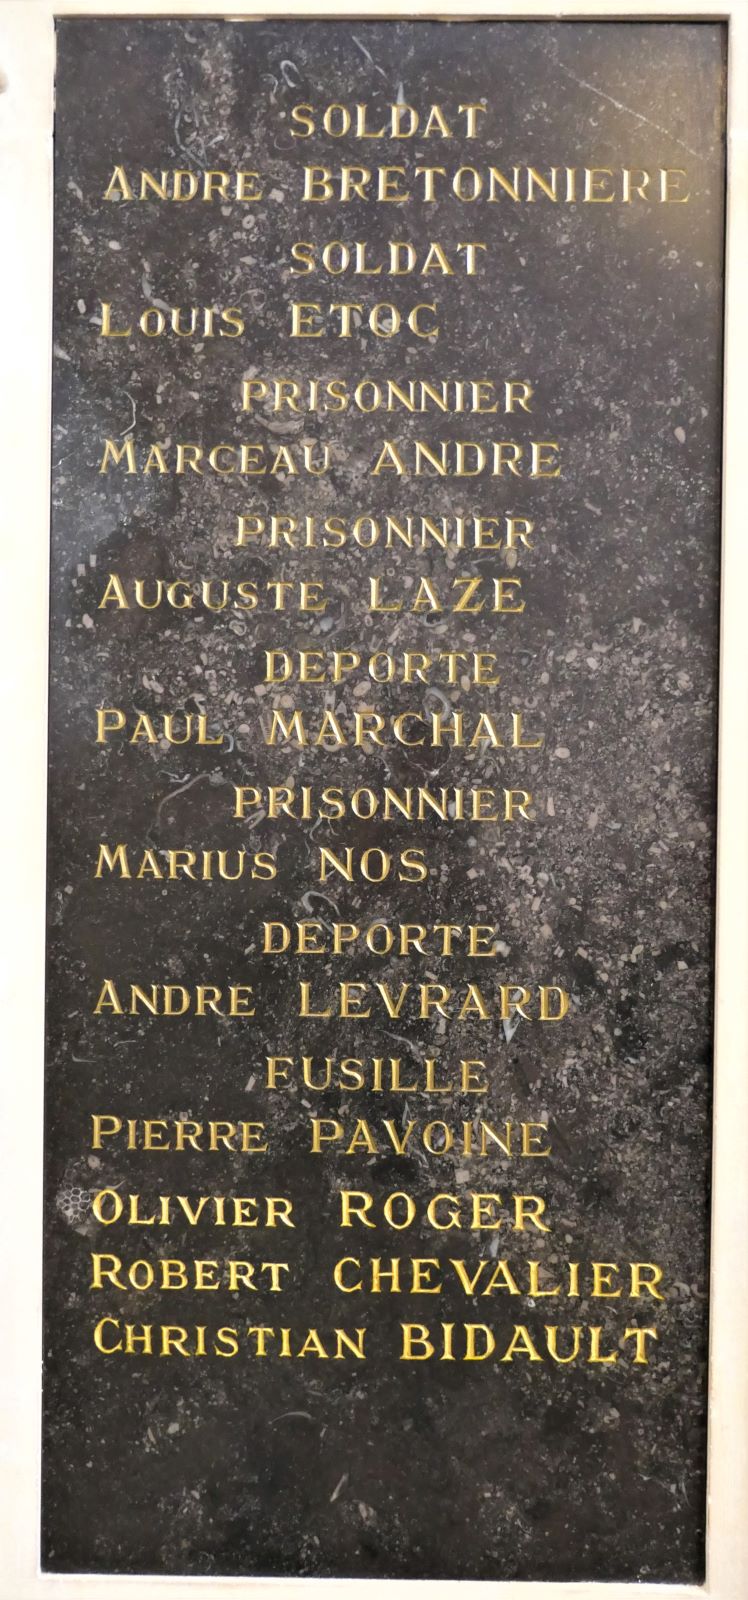 SOLDAT
ANDRE BRETONNIERE
SOLDAT
LOUIS ETOC
PRISONNIER
MARCEAU ANDRE
PRISONNIER
AUGUSTE LAZE
DEPORTE
PAUL MARCHAL
PRISONNIER
MARIUS NOS
DEPORTE
ANDRE LEVRARD
FUSILLE
PIERRE PAVOINE
OLIVIER ROGER
ROBERT CHEVALIER
CHRISTIAN BIDAULT